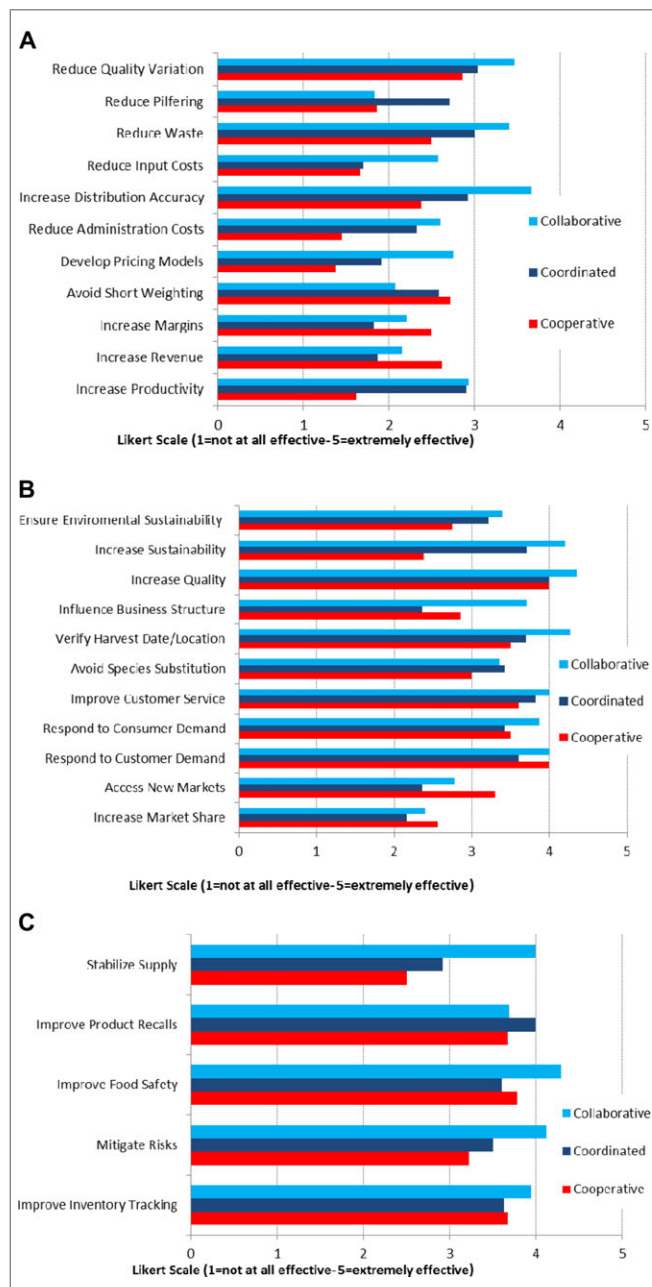 A
Reduce Quality Variation
Reduce Pilfering
Reduce Waste
Reduce Input Costs
Increase Distribution Accuracy
Reduce Administration Costs
Develop Pricing Models
Avoid Short Weighting
Increase Margins
Increase Revenue
Increase Productivity
Collaborative
Coordinated
Cooperative
0 1 2 3 4 5
Likert Scale (1=not at all effective-5=extremely effective)
B
Ensure Enviromental Sustainability
Increase Sustainability
Increase Quality
Influence Business Structure
Verify Harvest Date/Location
Avoid Species Substitution
Improve Customer Service
Respond to Consumer Demand
Respond to Customer Demand
Access New Markets
Increase Market Share
Collaborative
Coordinated
Cooperative
0 1 2 3 4 5
Likert Scale (1=not at all effective-5=extremely effective)
C
Stabilize Supply
Improve Product Recalls
Improve Food Safety
Mitigate Risks
Improve Inventory Tracking
Collaborative
Coordinated
Cooperative
0 1 2 3 4 5
Likert Scale (1=not at all effective-5=extremely effective)